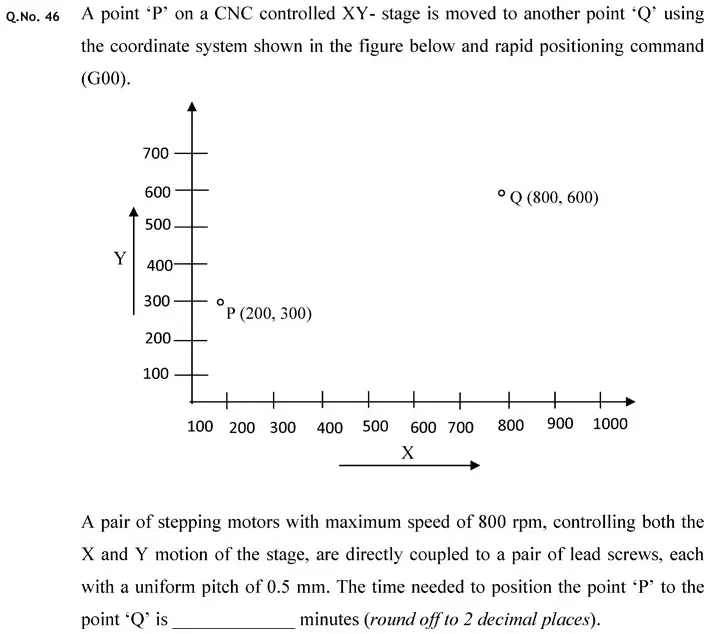 Q.No. 46 A point ‘P’ on a CNC controlled XY- stage is moved to another point ‘Q’ using
the coordinate system shown in the figure below and rapid positioning command
(G00).
700
600
Q (800, 600)
500
Y
400
300
P (200, 300)
200
100
100 200 300 400 500 600 700 800 900 1000
X
A pair of stepping motors with maximum speed of 800 rpm, controlling both the
X and Y motion of the stage, are directly coupled to a pair of lead screws, each
with a uniform pitch of 0.5 mm. The time needed to position the point ‘P’ to the
point ‘Q’ is ______________ minutes (round off to 2 decimal places).